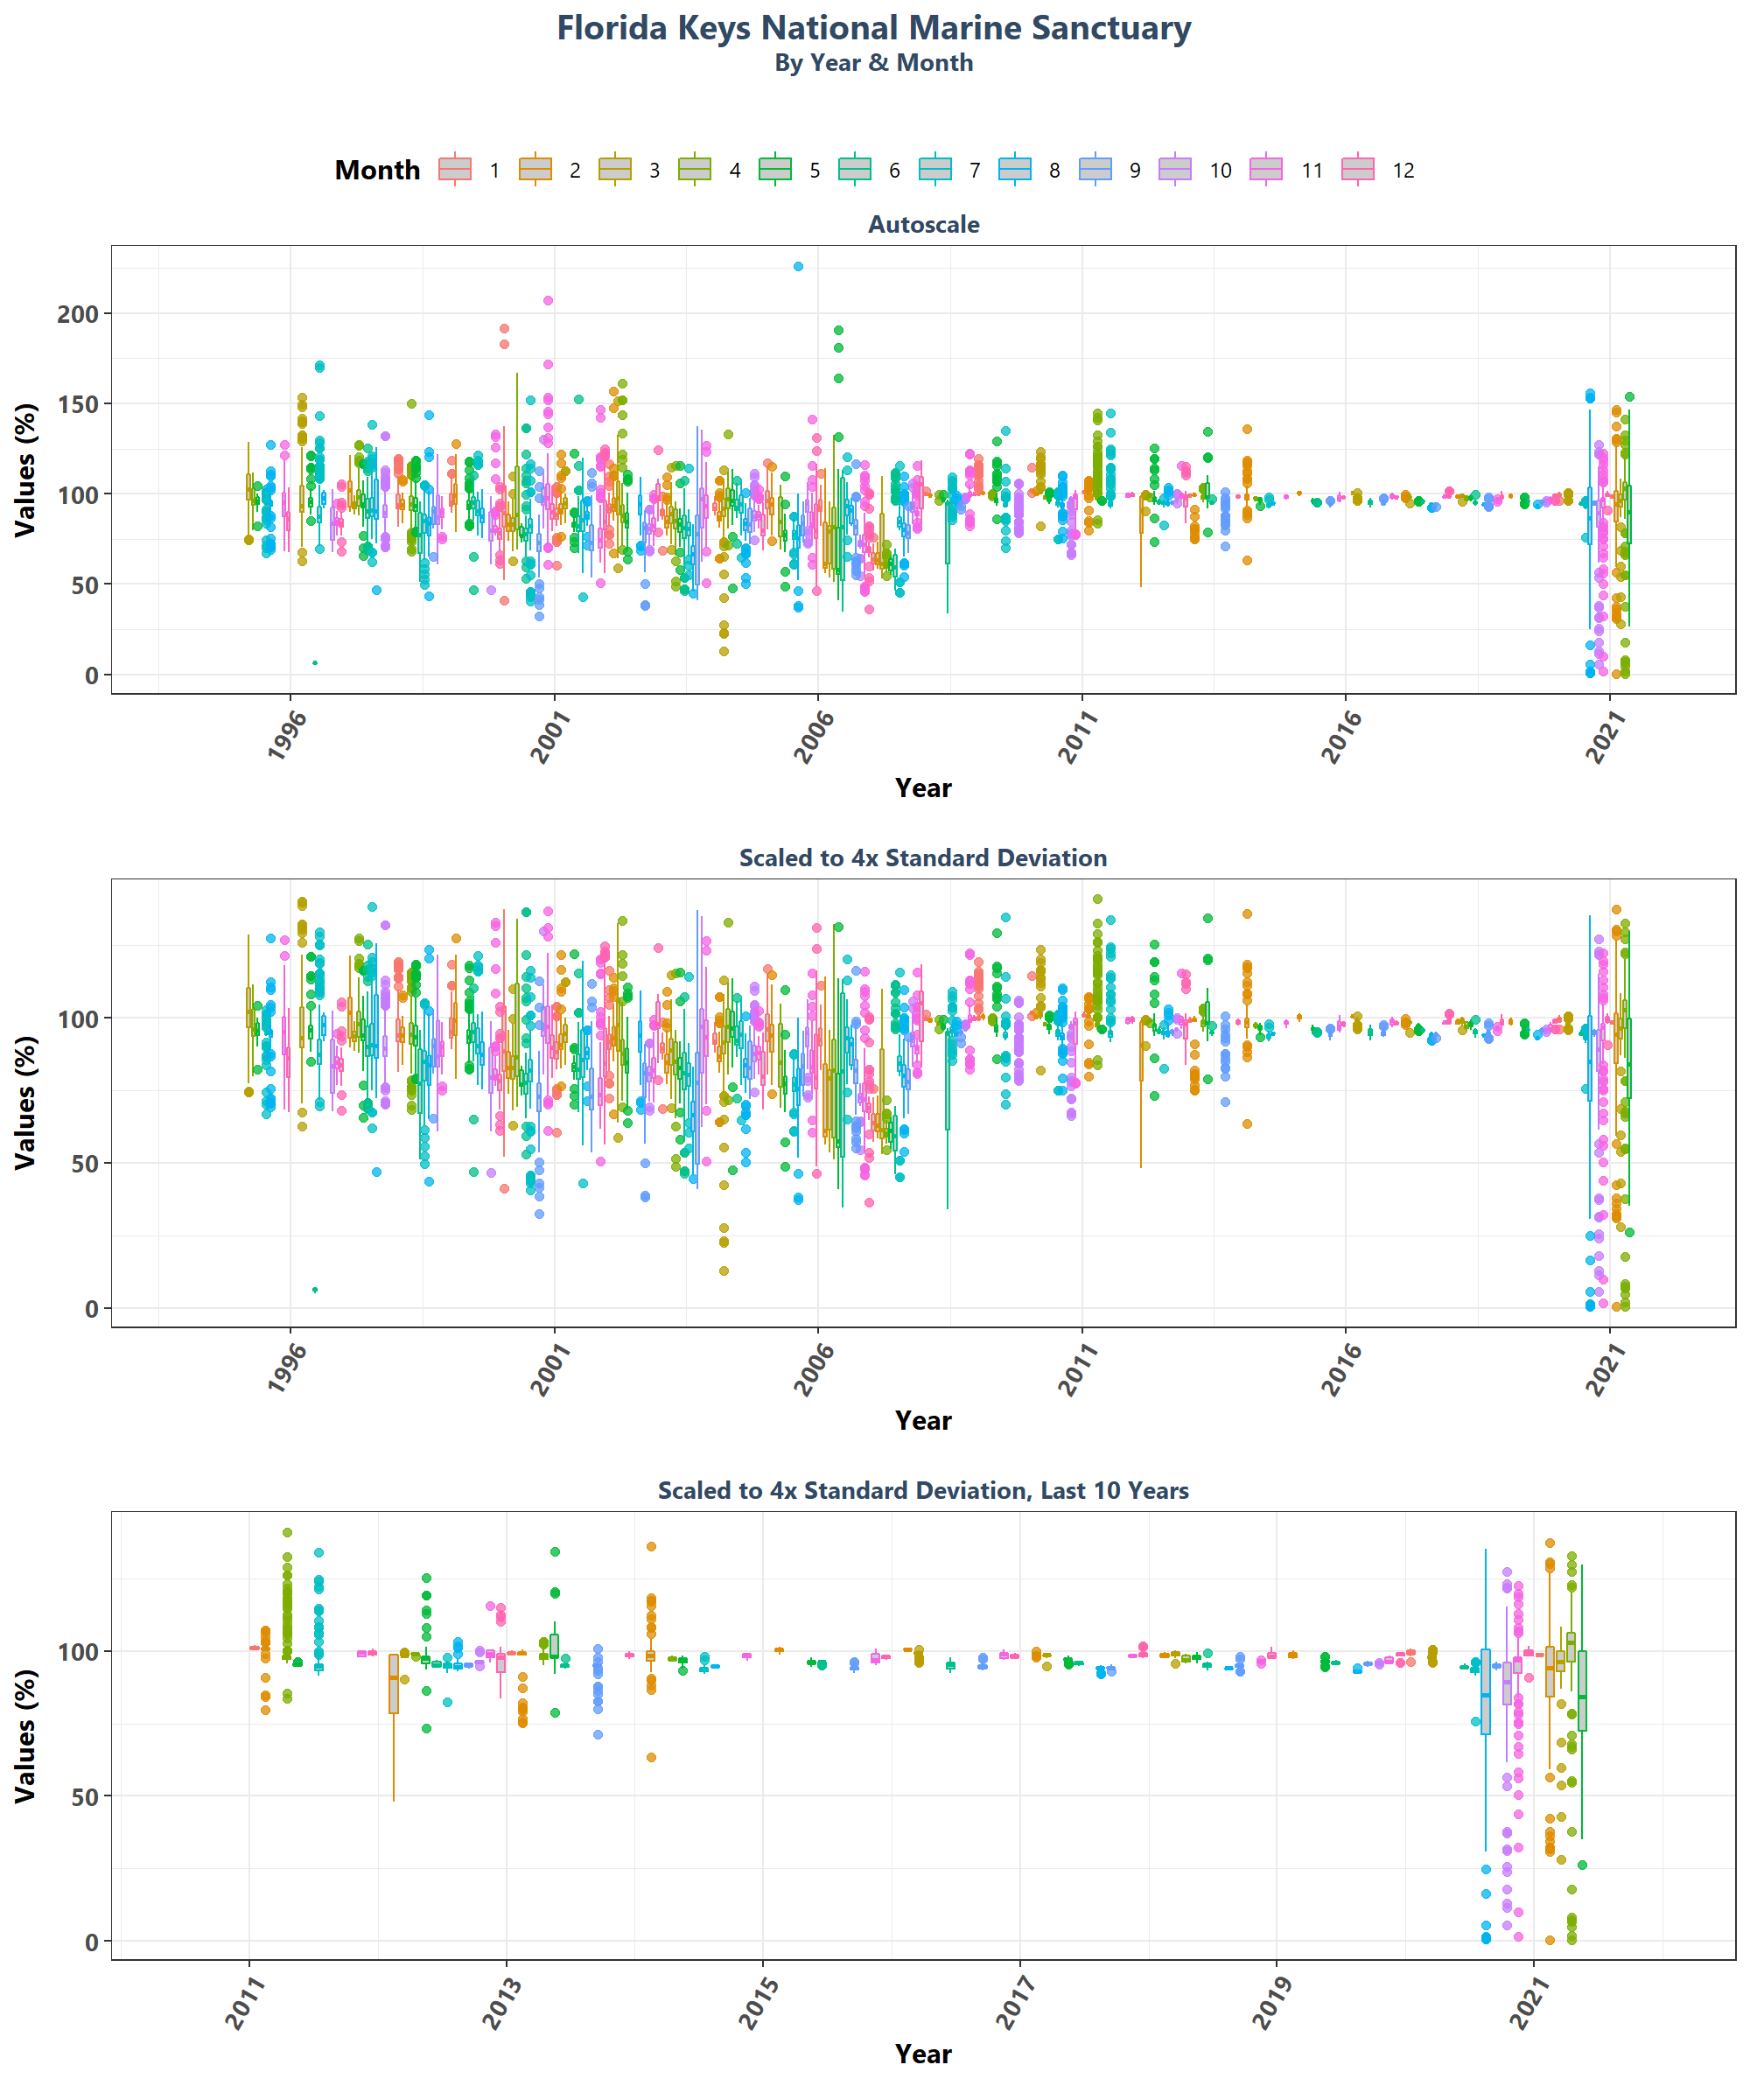 Florida Keys National Marine Sanctuary
By Year & Month
Month 1 2 3 4 5 6 7 8 9 10 11 12
Autoscale
Values (%)
200
150
100
50
0
1996 2001 2006 2011 2016 2021
Year
Scaled to 4x Standard Deviation
Values (%)
100
50
0
1996 2001 2006 2011 2016 2021
Year
Scaled to 4x Standard Deviation, Last 10 Years
Values (%)
100
50
0
2011 2013 2015 2017 2019 2021
Year